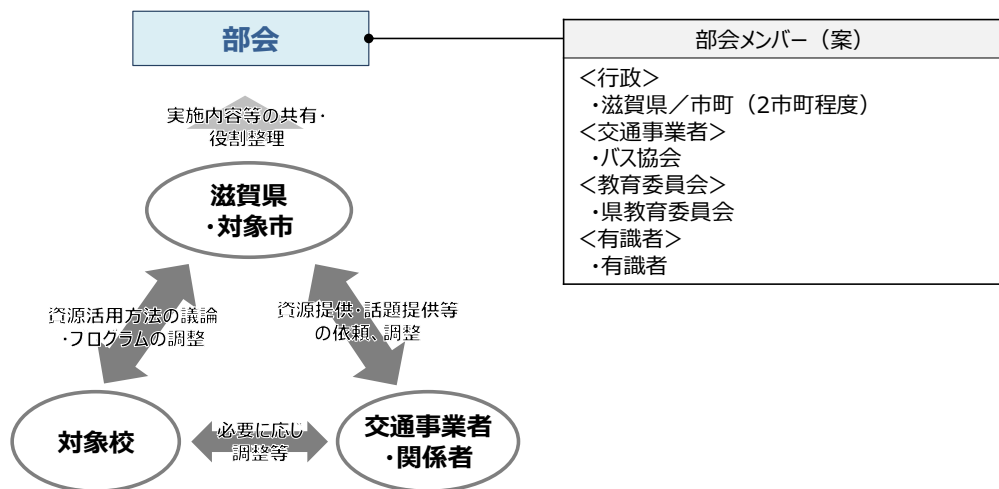 部会
部会メンバー（案）
＜行政＞
・滋賀県／市町（2市町程度）
＜交通事業者＞
・バス協会
＜教育委員会＞
・県教育委員会
＜有識者＞
・有識者
実施内容等の共有・
役割整理
滋賀県
・対象市
資源活用方法の議論
・プログラムの調整
資源提供・話題提供等
の依頼、調整
対象校
必要に応じ
調整等
交通事業者
・関係者